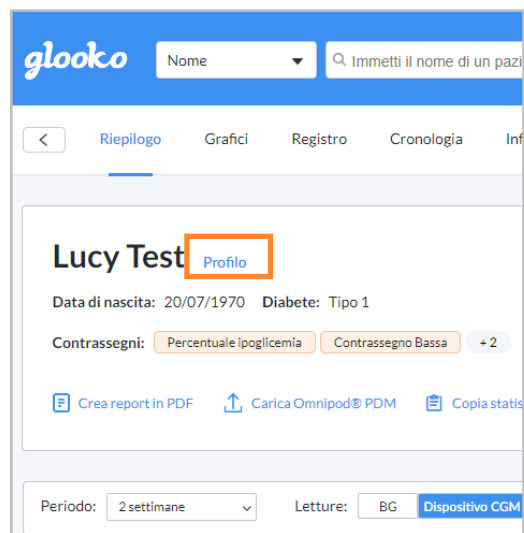 glooko Nome Immetti il nome di un pazi
Riepilogo Grafici Registro Cronologia Inf
Lucy Test Profilo
Data di nascita: 20/07/1970 Diabete: Tipo 1
Contrassegni: Percentuale ipoglicemia Contrassegno Bassa +2
Crea report in PDF Carica Omnipod® PDM Copia statis
Periodo: 2 settimane Letture: BG Dispositivo CGM